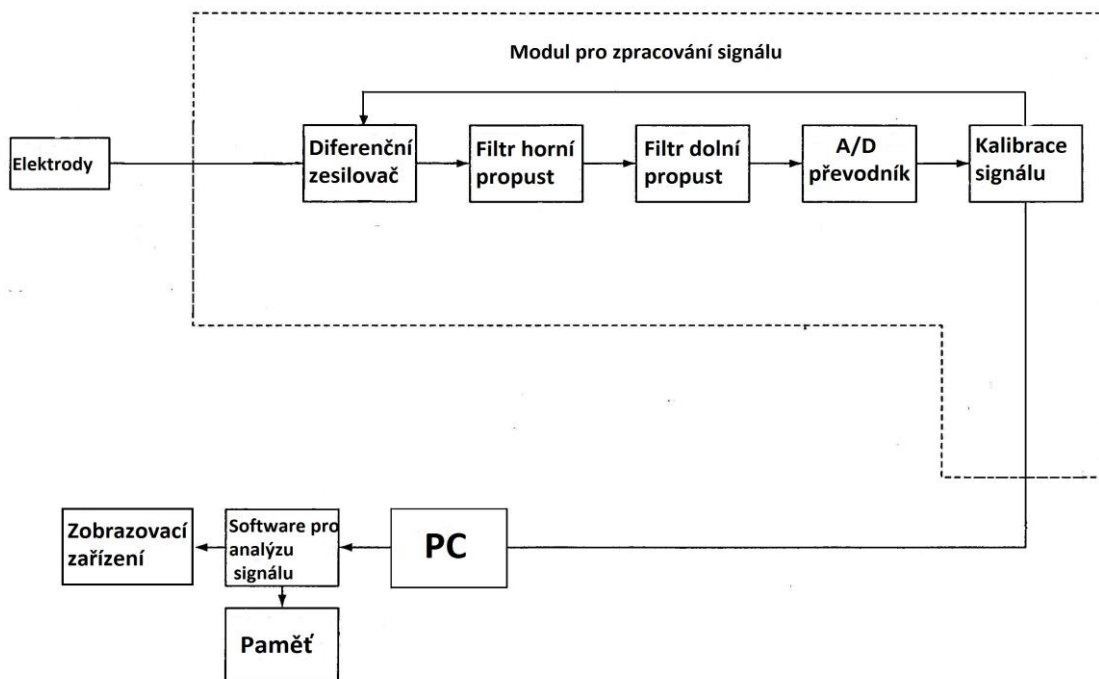 Modul pro zpracování signálu
Elektrody
Diferenční
zesilovač
Filtr horní
propust
Filtr dolní
propust
A/D
převodník
Kalibrace
signálu
Zobrazovací
zařízení
Software pro
analýzu
signálu
PC
Paměť